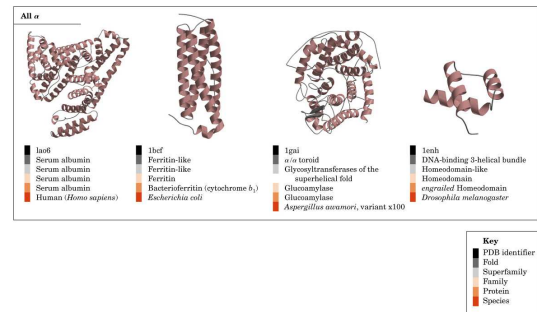 All α
1ao6
Serum albumin
Serum albumin
Serum albumin
Serum albumin
Human (Homo sapiens)
1bcf
Ferritin-like
Ferritin-like
Ferritin
Bacterioferritin (cytochrome b1)
Escherichia coli
1gai
α/α toroid
Glycosyltransferases of the
superhelical fold
Glucoamylase
Glucoamylase
Aspergillus awamori, variant x100
1enh
DNA-binding 3-helical bundle
Homeodomain-like
Homeodomain
engrailed Homeodomain
Drosophila melanogaster
Key
PDB identifier
Fold
Superfamily
Family
Protein
Species